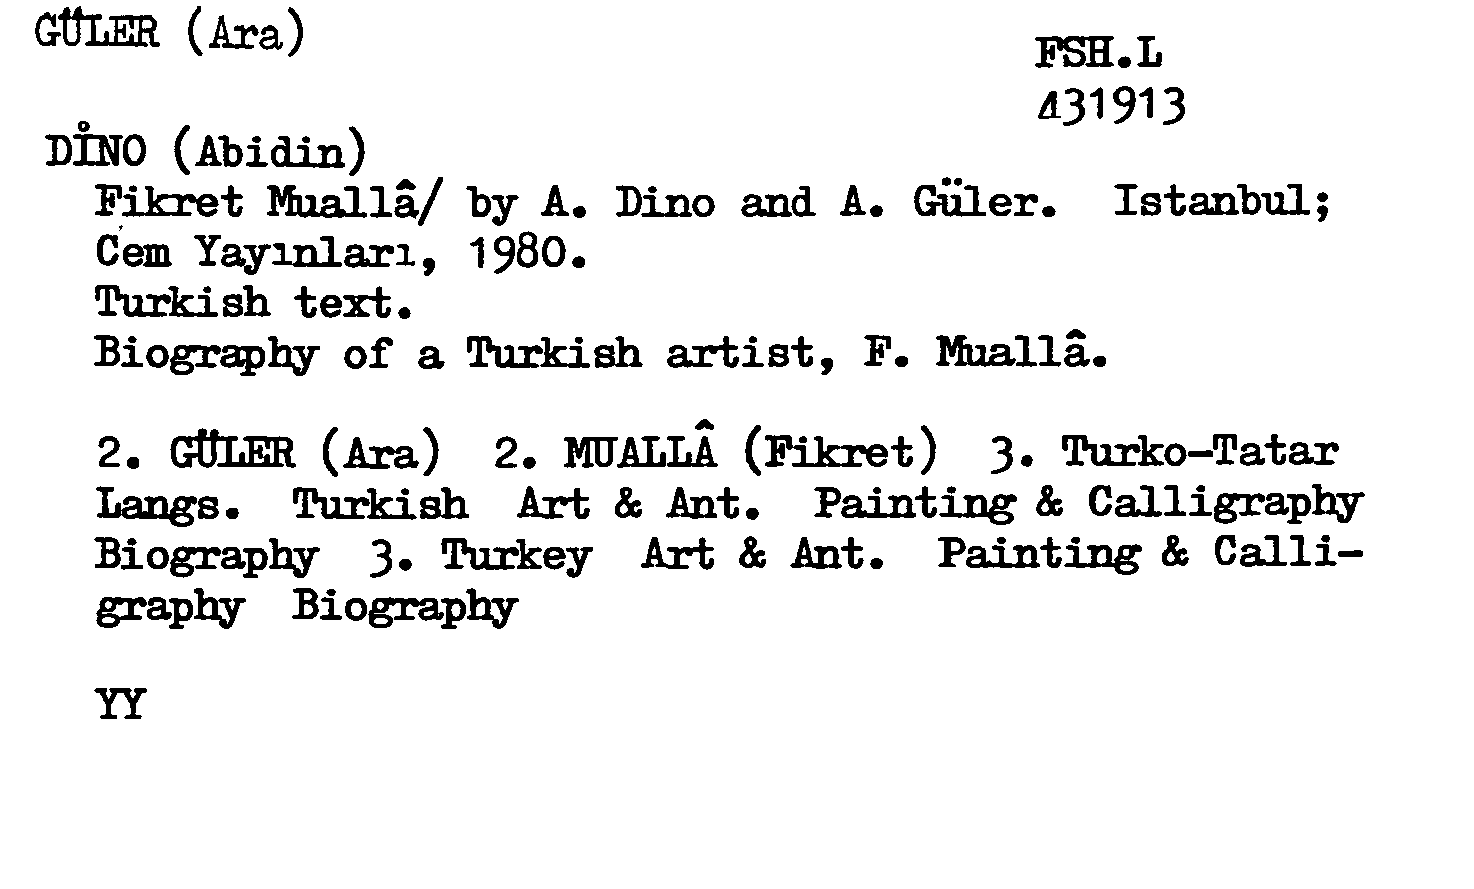 GÜLER (Ara)
FSH.L
431913
DİNO (Abidin)
Fikret Muallâ/ by A. Dino and A. Güler. Istanbul;
Cem Yayınları, 1980.
Turkish text.
Biography of a Turkish artist, F. Muallâ.
2. GÜLER (Ara) 2. MUALLÂ (Fikret) 3. Turko-Tatar
Langs. Turkish Art & Ant. Painting & Calligraphy
Biography 3. Turkey Art & Ant. Painting & Calli-
graphy Biography
YY